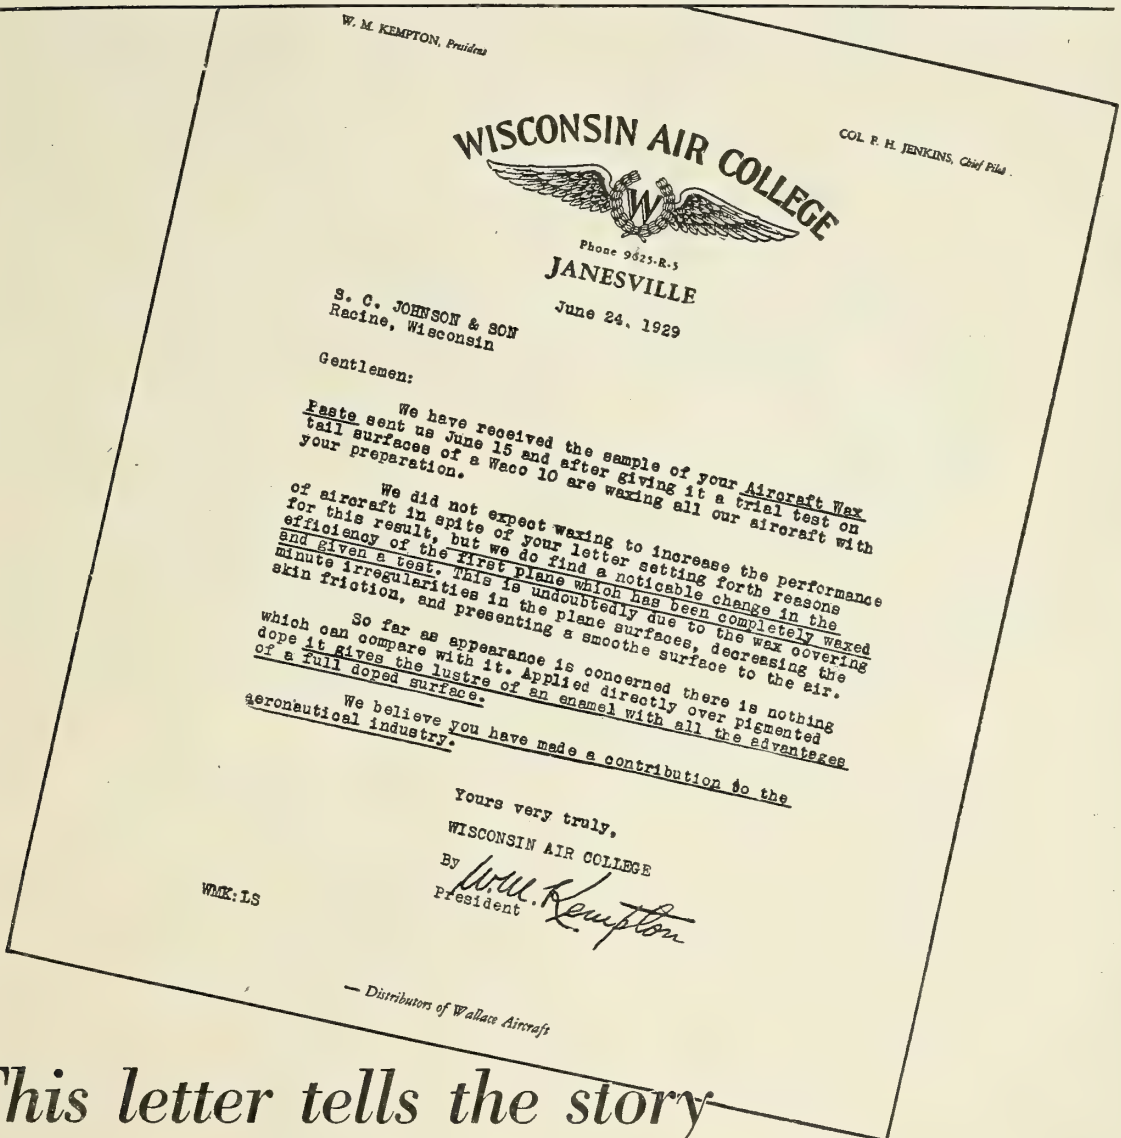 W. M. KEMPTON, President
COL. P. H. JENKINS, Chief Pilot
WISCONSIN AIR COLLEGE
W
Phone 9625-R-5
JANESVILLE
June 24, 1929
S. C. JOHNSON & SON
Racine, Wisconsin
Gentlemen:
We have received the sample of your Aircraft Wax
Paste sent us June 15 and after giving it a trial test on
tail surfaces of a Waco 10 are waxing all our aircraft with
your preparation.
We did not expect waxing to increase the performance
of aircraft in spite of your letter setting forth reasons
for this result, but we do find a noticable change in the
efficiency of the first plane which has been completely waxed
and given a test. This is undoubtedly due to the wax covering
minute irregularities in the plane surfaces, decreasing the
skin friction, and presenting a smoothe surface to the air.
So far as appearance is concerned there is nothing
which can compare with it. Applied directly over pigmented
dope it gives the lustre of an enamel with all the advantages
of a full doped surface.
We believe you have made a contribution to the
aeronautical industry.
Yours very truly,
WISCONSIN AIR COLLEGE
By W.M. Kempton
President
WMK:LS
— Distributors of Wallace Aircraft
This letter tells the story